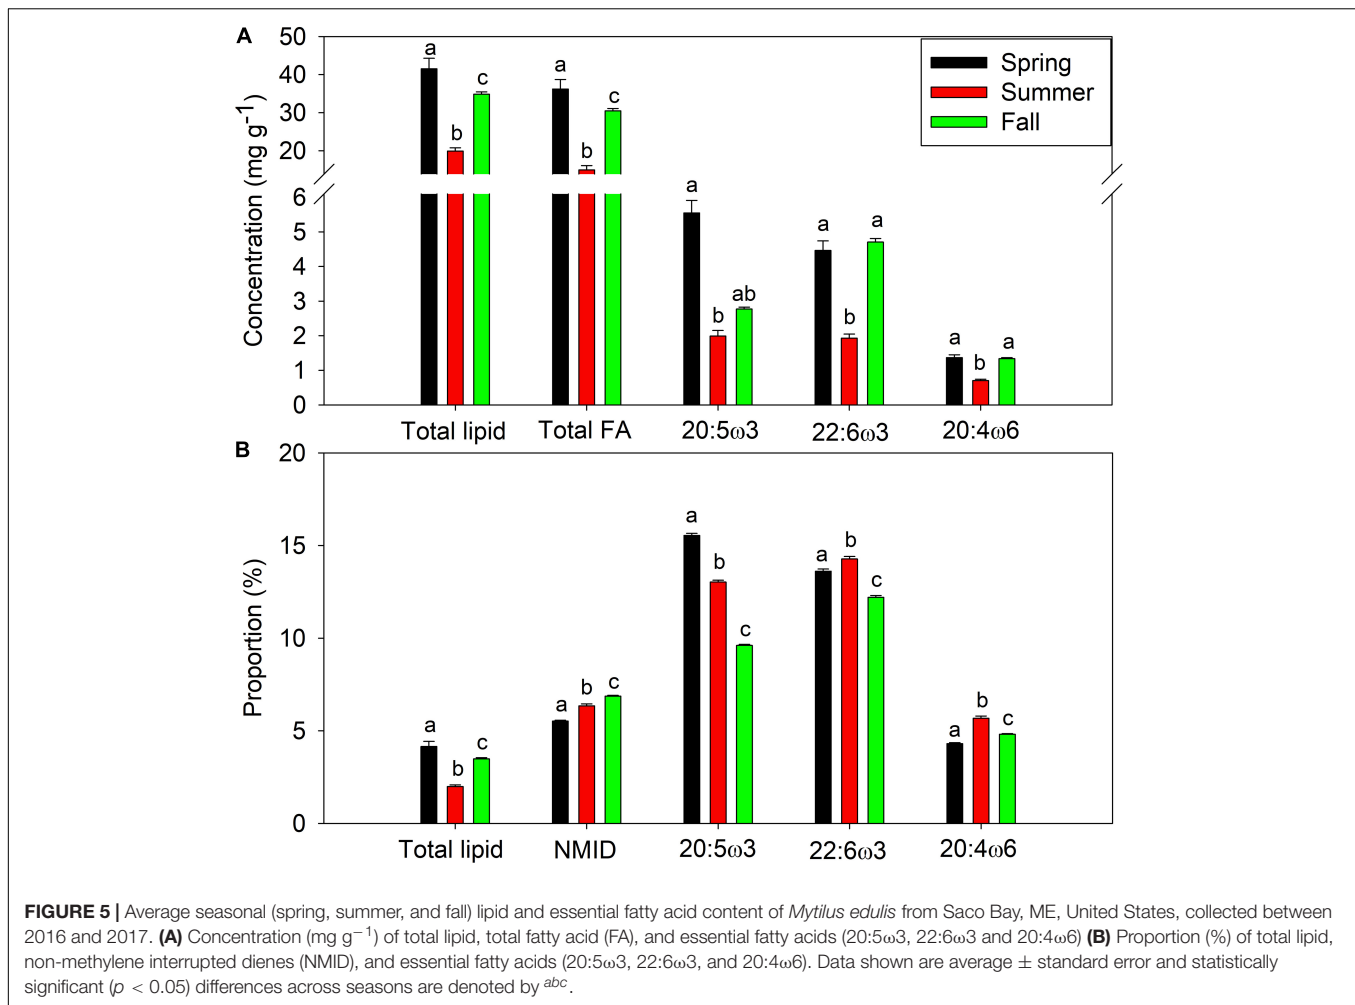 A
50
40
30
20
6
5
4
3
2
1
0
Concentration (mg g⁻¹)
Spring
Summer
Fall
a
b
c
a
b
c
a
b
ab
a
b
a
a
b
a
Total lipid
Total FA
20:5ω3
22:6ω3
20:4ω6
B
20
15
10
5
0
Proportion (%)
a
b
c
a
b
c
a
b
c
a
b
c
a
b
c
Total lipid
NMID
20:5ω3
22:6ω3
20:4ω6
FIGURE 5 | Average seasonal (spring, summer, and fall) lipid and essential fatty acid content of Mytilus edulis from Saco Bay, ME, United States, collected between
2016 and 2017. (A) Concentration (mg g⁻¹) of total lipid, total fatty acid (FA), and essential fatty acids (20:5ω3, 22:6ω3 and 20:4ω6) (B) Proportion (%) of total lipid,
non-methylene interrupted dienes (NMID), and essential fatty acids (20:5ω3, 22:6ω3, and 20:4ω6). Data shown are average ± standard error and statistically
significant (p < 0.05) differences across seasons are denoted by ᵃᵇᶜ.